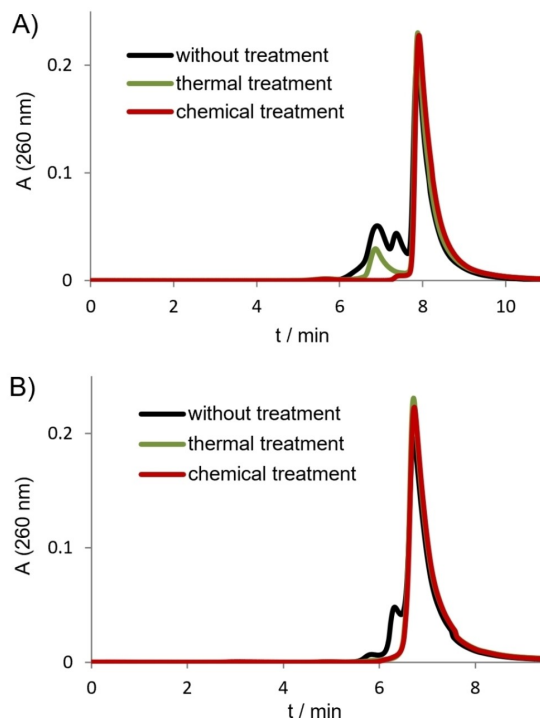 A)
A (260 nm)
0.2
0.1
0
without treatment
thermal treatment
chemical treatment
0 2 4 6 8 10
t / min
B)
A (260 nm)
0.2
0.1
0
without treatment
thermal treatment
chemical treatment
0 2 4 6 8
t / min